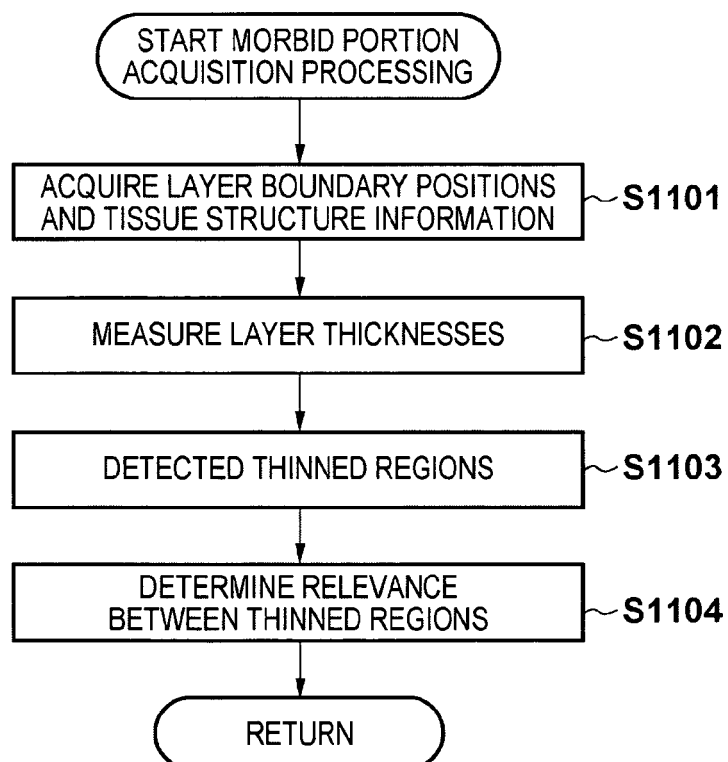 START MORBID PORTION
ACQUISITION PROCESSING
ACQUIRE LAYER BOUNDARY POSITIONS
AND TISSUE STRUCTURE INFORMATION
S1101
MEASURE LAYER THICKNESSES
S1102
DETECTED THINNED REGIONS
S1103
DETERMINE RELEVANCE
BETWEEN THINNED REGIONS
S1104
RETURN